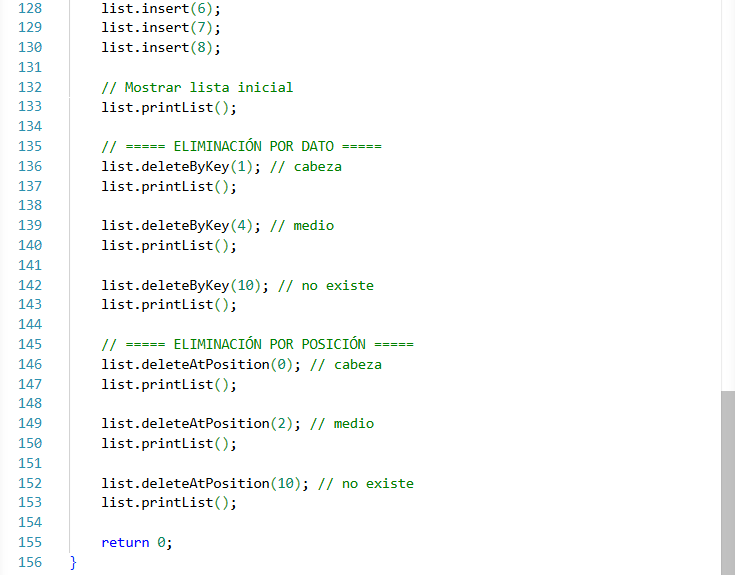 128 list.insert(6);
129 list.insert(7);
130 list.insert(8);
131
132 // Mostrar lista inicial
133 list.printList();
134
135 // ===== ELIMINACIÓN POR DATO =====
136 list.deleteByKey(1); // cabeza
137 list.printList();
138
139 list.deleteByKey(4); // medio
140 list.printList();
141
142 list.deleteByKey(10); // no existe
143 list.printList();
144
145 // ===== ELIMINACIÓN POR POSICIÓN =====
146 list.deleteAtPosition(0); // cabeza
147 list.printList();
148
149 list.deleteAtPosition(2); // medio
150 list.printList();
151
152 list.deleteAtPosition(10); // no existe
153 list.printList();
154
155 return 0;
156 }